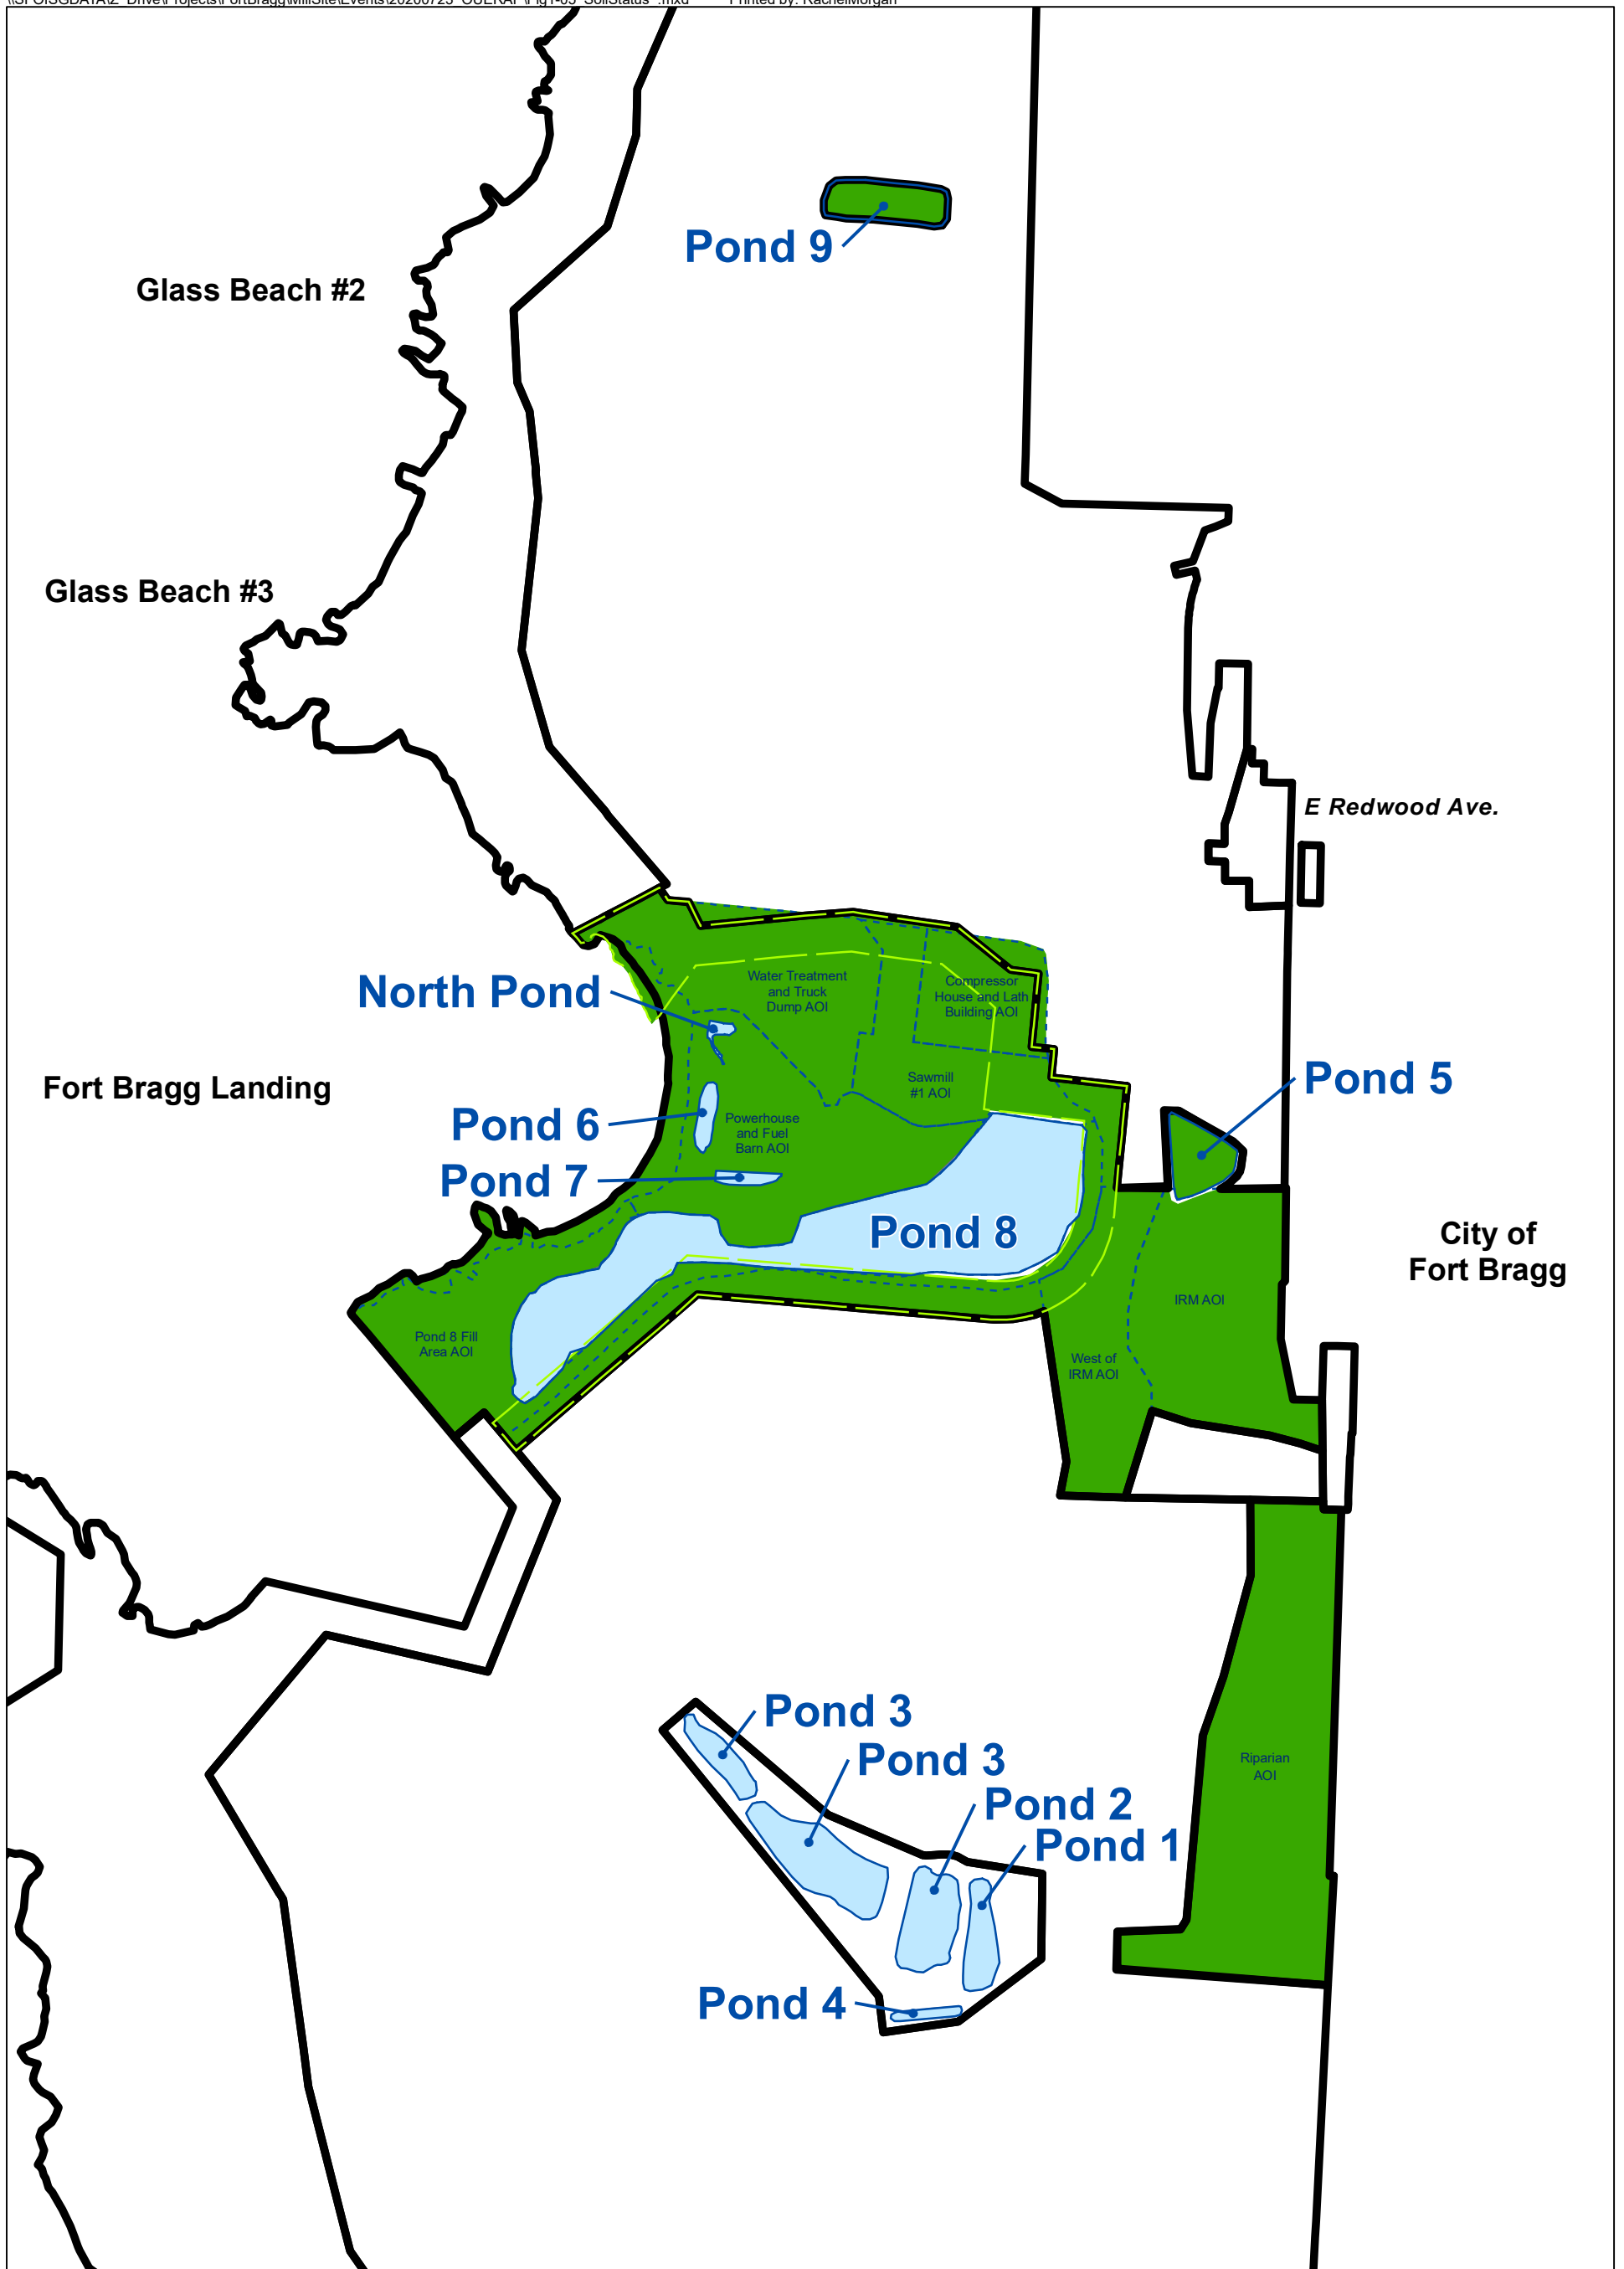 Printed by: RachelMorgan
Pond 9
Glass Beach #2
Glass Beach #3
E Redwood Ave.
Water Treatment
and Truck
Dump AOI
Compressor
House and Lath
Building AOI
North Pond
Sawmill
#1 AOI
Fort Bragg Landing
Pond 5
Pond 6
Powerhouse
and Fuel
Barn AOI
Pond 7
Pond 8
City of
Fort Bragg
IRM AOI
Pond 8 Fill
Area AOI
West of
IRM AOI
Pond 3
Pond 3
Riparian
AOI
Pond 2
Pond 1
Pond 4